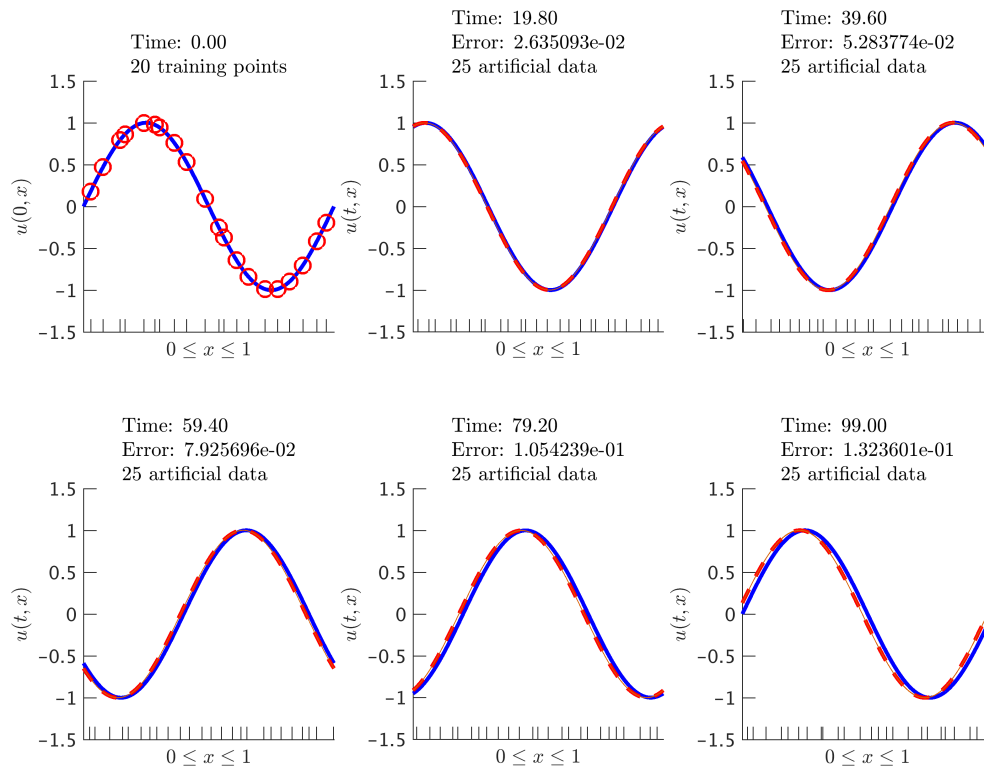 Time: 0.00
20 training points
1.5
1
0.5
0
−0.5
−1
−1.5
u(0, x)
0 ≤ x ≤ 1
Time: 19.80
Error: 2.635093e-02
25 artificial data
1.5
1
0.5
0
−0.5
−1
−1.5
u(t, x)
0 ≤ x ≤ 1
Time: 39.60
Error: 5.283774e-02
25 artificial data
1.5
1
0.5
0
−0.5
−1
−1.5
u(t, x)
0 ≤ x ≤ 1
Time: 59.40
Error: 7.925696e-02
25 artificial data
1.5
1
0.5
0
−0.5
−1
−1.5
u(t, x)
0 ≤ x ≤ 1
Time: 79.20
Error: 1.054239e-01
25 artificial data
1.5
1
0.5
0
−0.5
−1
−1.5
u(t, x)
0 ≤ x ≤ 1
Time: 99.00
Error: 1.323601e-01
25 artificial data
1.5
1
0.5
0
−0.5
−1
−1.5
u(t, x)
0 ≤ x ≤ 1